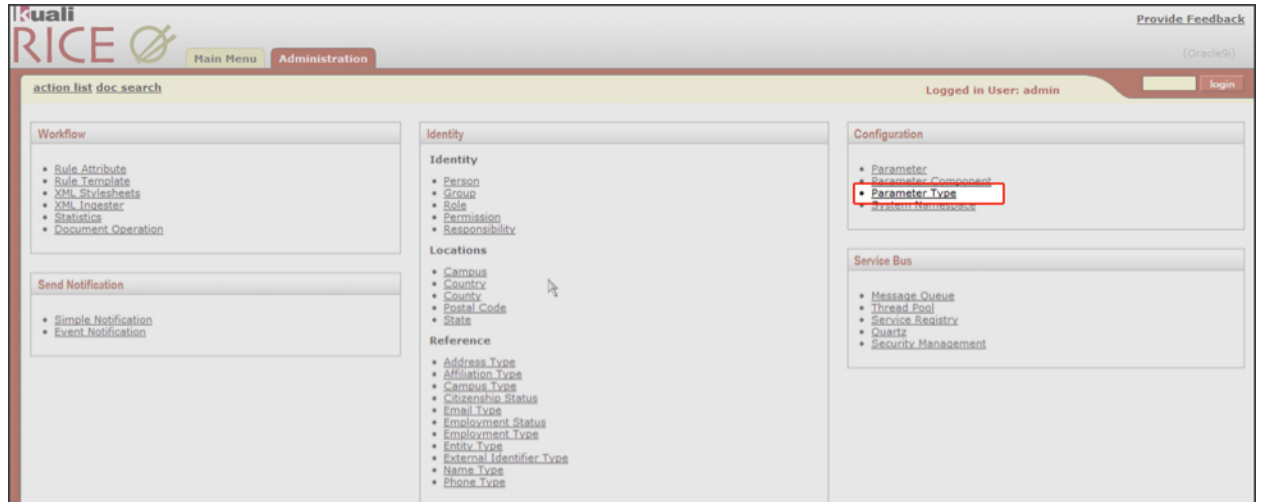 Kuali
RICE
Provide Feedback
Main Menu Administration
(Oracle9i)
action list doc search
Logged in User: admin
login
Workflow
Rule Attribute
Rule Template
XML Stylesheets
XML Ingester
Statistics
Document Operation
Send Notification
Simple Notification
Event Notification
Identity
Identity
Person
Group
Role
Permission
Responsibility
Locations
Campus
Country
County
Postal Code
State
Reference
Address Type
Affiliation Type
Campus Type
Citizenship Status
Email Type
Employment Status
Employment Type
Entity Type
External Identifier Type
Name Type
Phone Type
Configuration
Parameter
Parameter Component
Parameter Type
System Namespace
Service Bus
Message Queue
Thread Pool
Service Registry
Quartz
Security Management